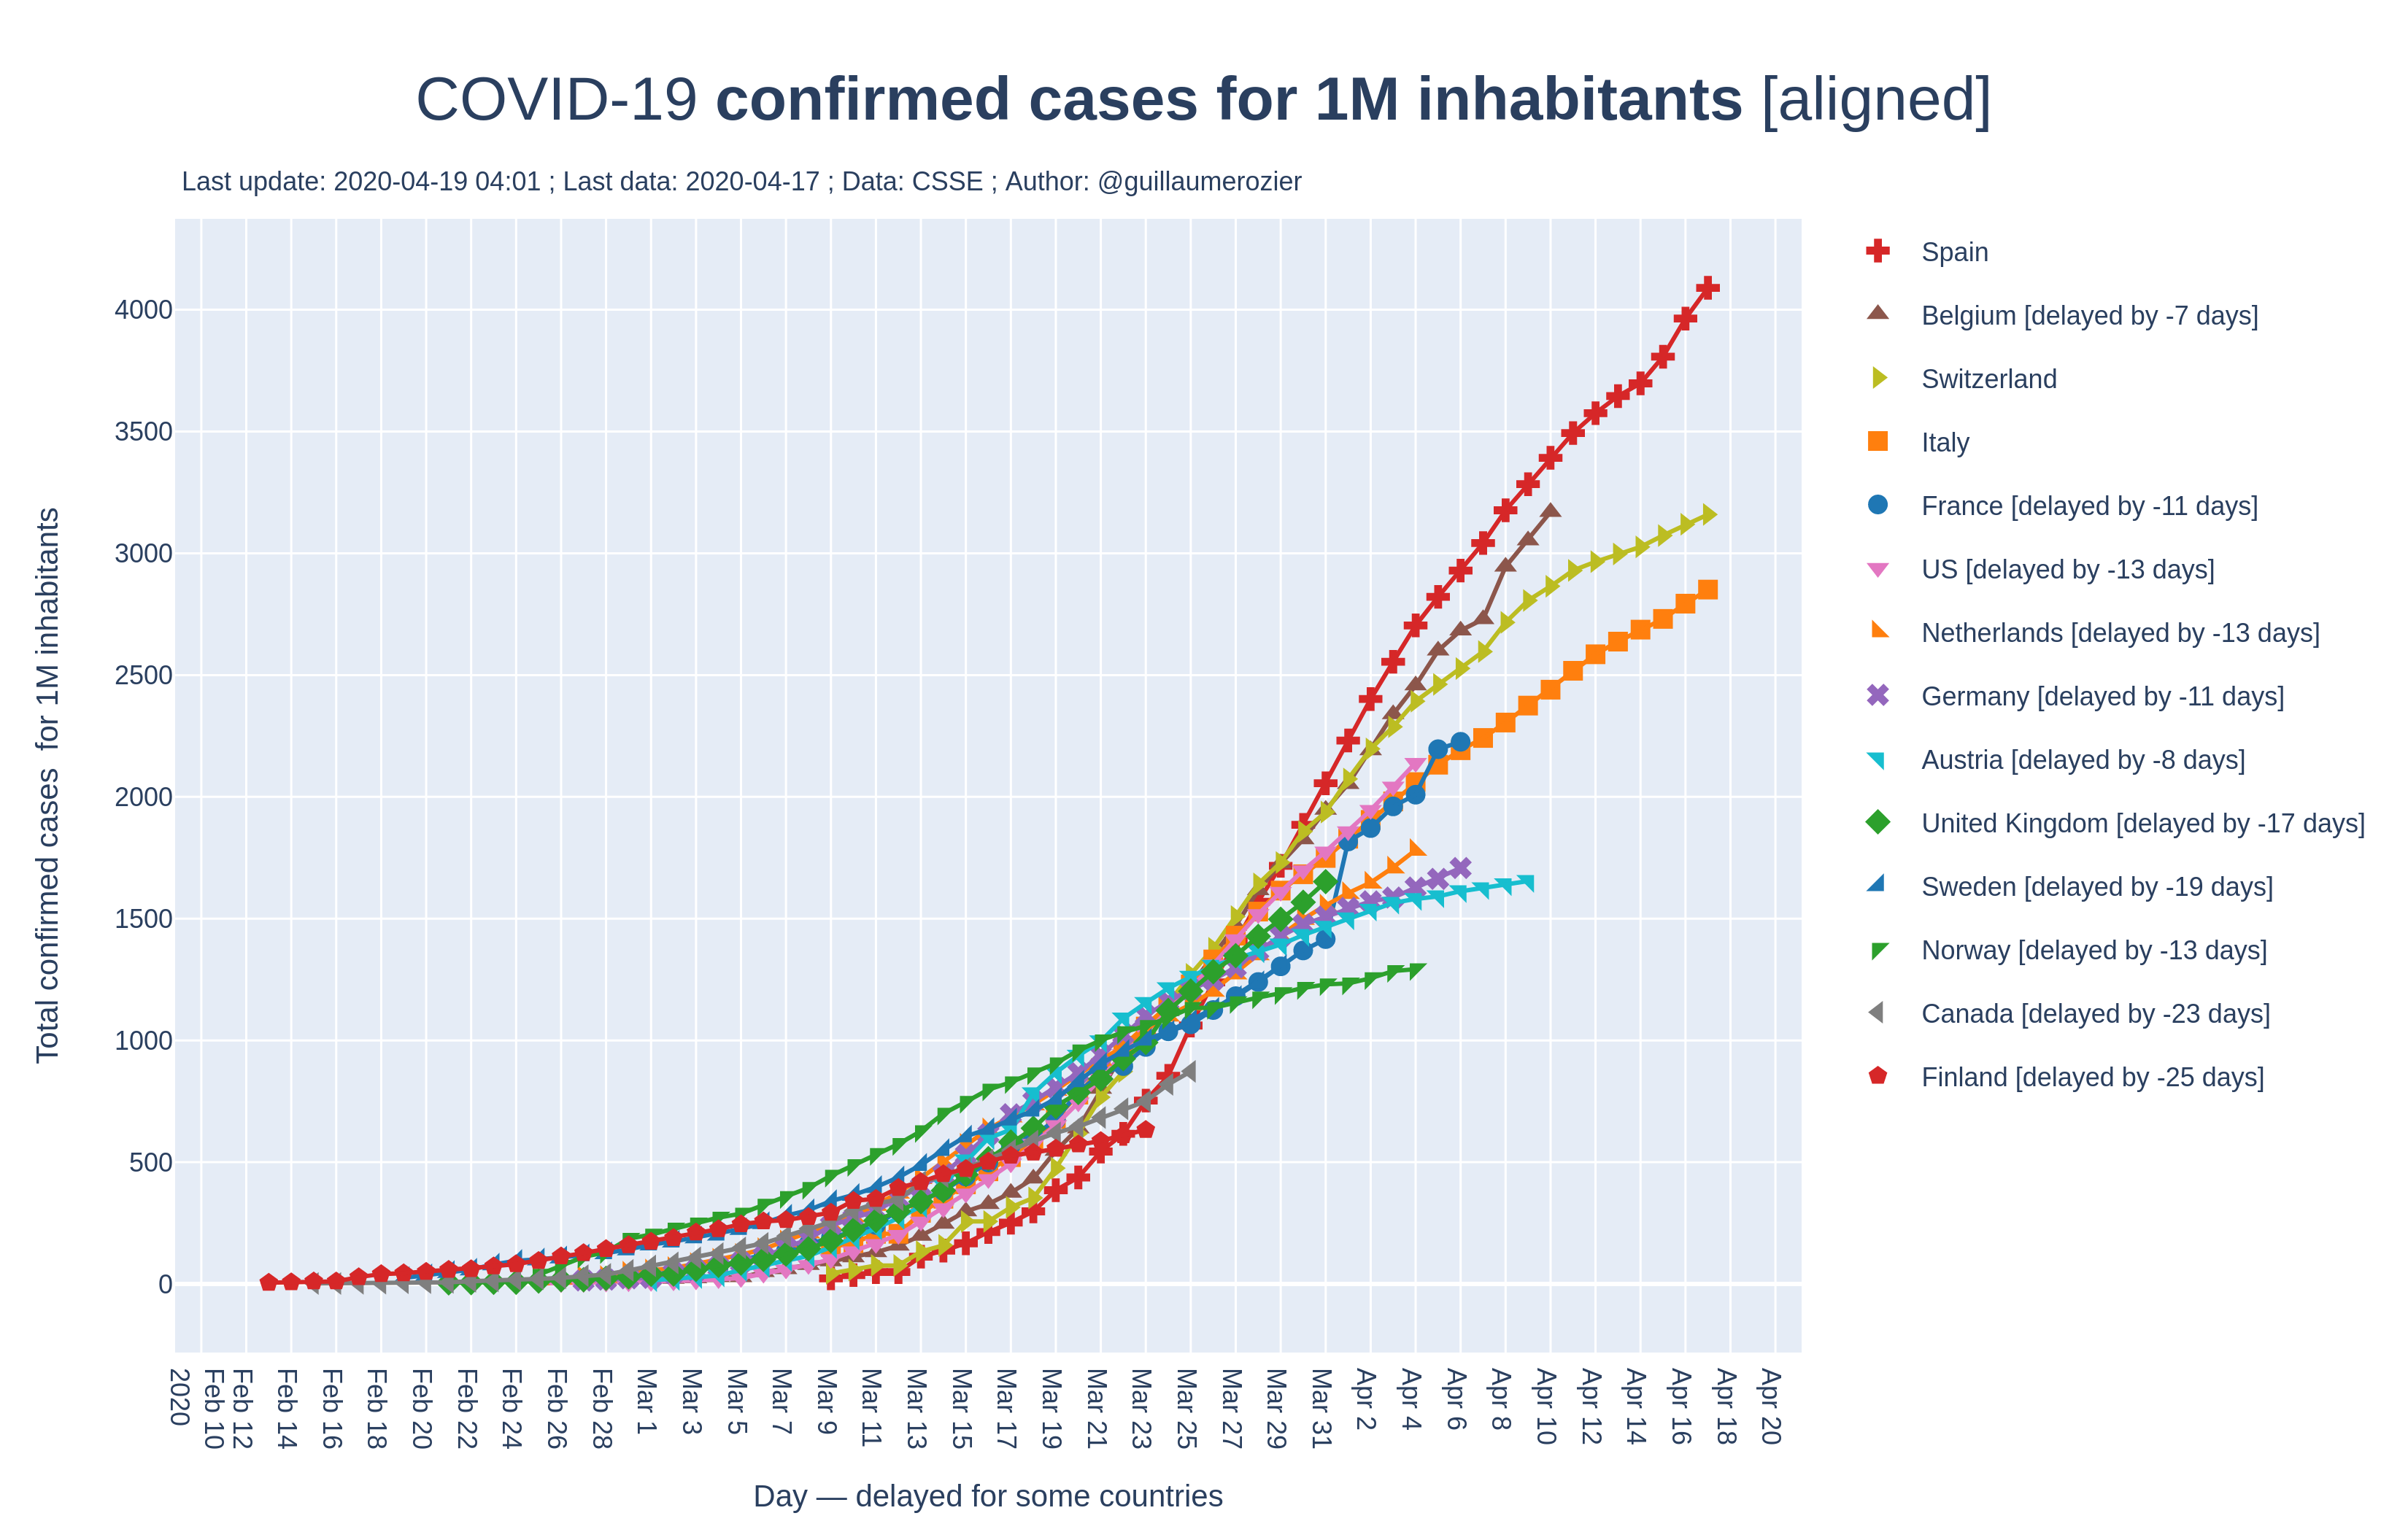 COVID-19 confirmed cases for 1M inhabitants [aligned]
Last update: 2020-04-19 04:01 ; Last data: 2020-04-17 ; Data: CSSE ; Author: @guillaumerozier
Total confirmed cases  for 1M inhabitants
4000
3500
3000
2500
2000
1500
1000
500
0
Feb 10
2020
Feb 12
Feb 14
Feb 16
Feb 18
Feb 20
Feb 22
Feb 24
Feb 26
Feb 28
Mar 1
Mar 3
Mar 5
Mar 7
Mar 9
Mar 11
Mar 13
Mar 15
Mar 17
Mar 19
Mar 21
Mar 23
Mar 25
Mar 27
Mar 29
Mar 31
Apr 2
Apr 4
Apr 6
Apr 8
Apr 10
Apr 12
Apr 14
Apr 16
Apr 18
Apr 20
Day — delayed for some countries
Spain
Belgium [delayed by -7 days]
Switzerland
Italy
France [delayed by -11 days]
US [delayed by -13 days]
Netherlands [delayed by -13 days]
Germany [delayed by -11 days]
Austria [delayed by -8 days]
United Kingdom [delayed by -17 days]
Sweden [delayed by -19 days]
Norway [delayed by -13 days]
Canada [delayed by -23 days]
Finland [delayed by -25 days]